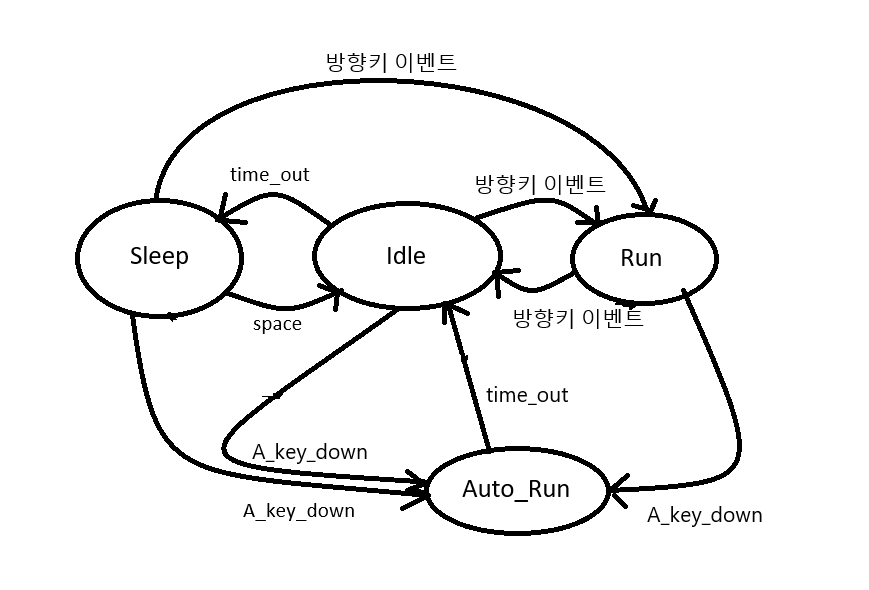 방향키 이벤트
time_out
방향키 이벤트
Sleep
Idle
Run
space
방향키 이벤트
time_out
A_key_down
Auto_Run
A_key_down
A_key_down